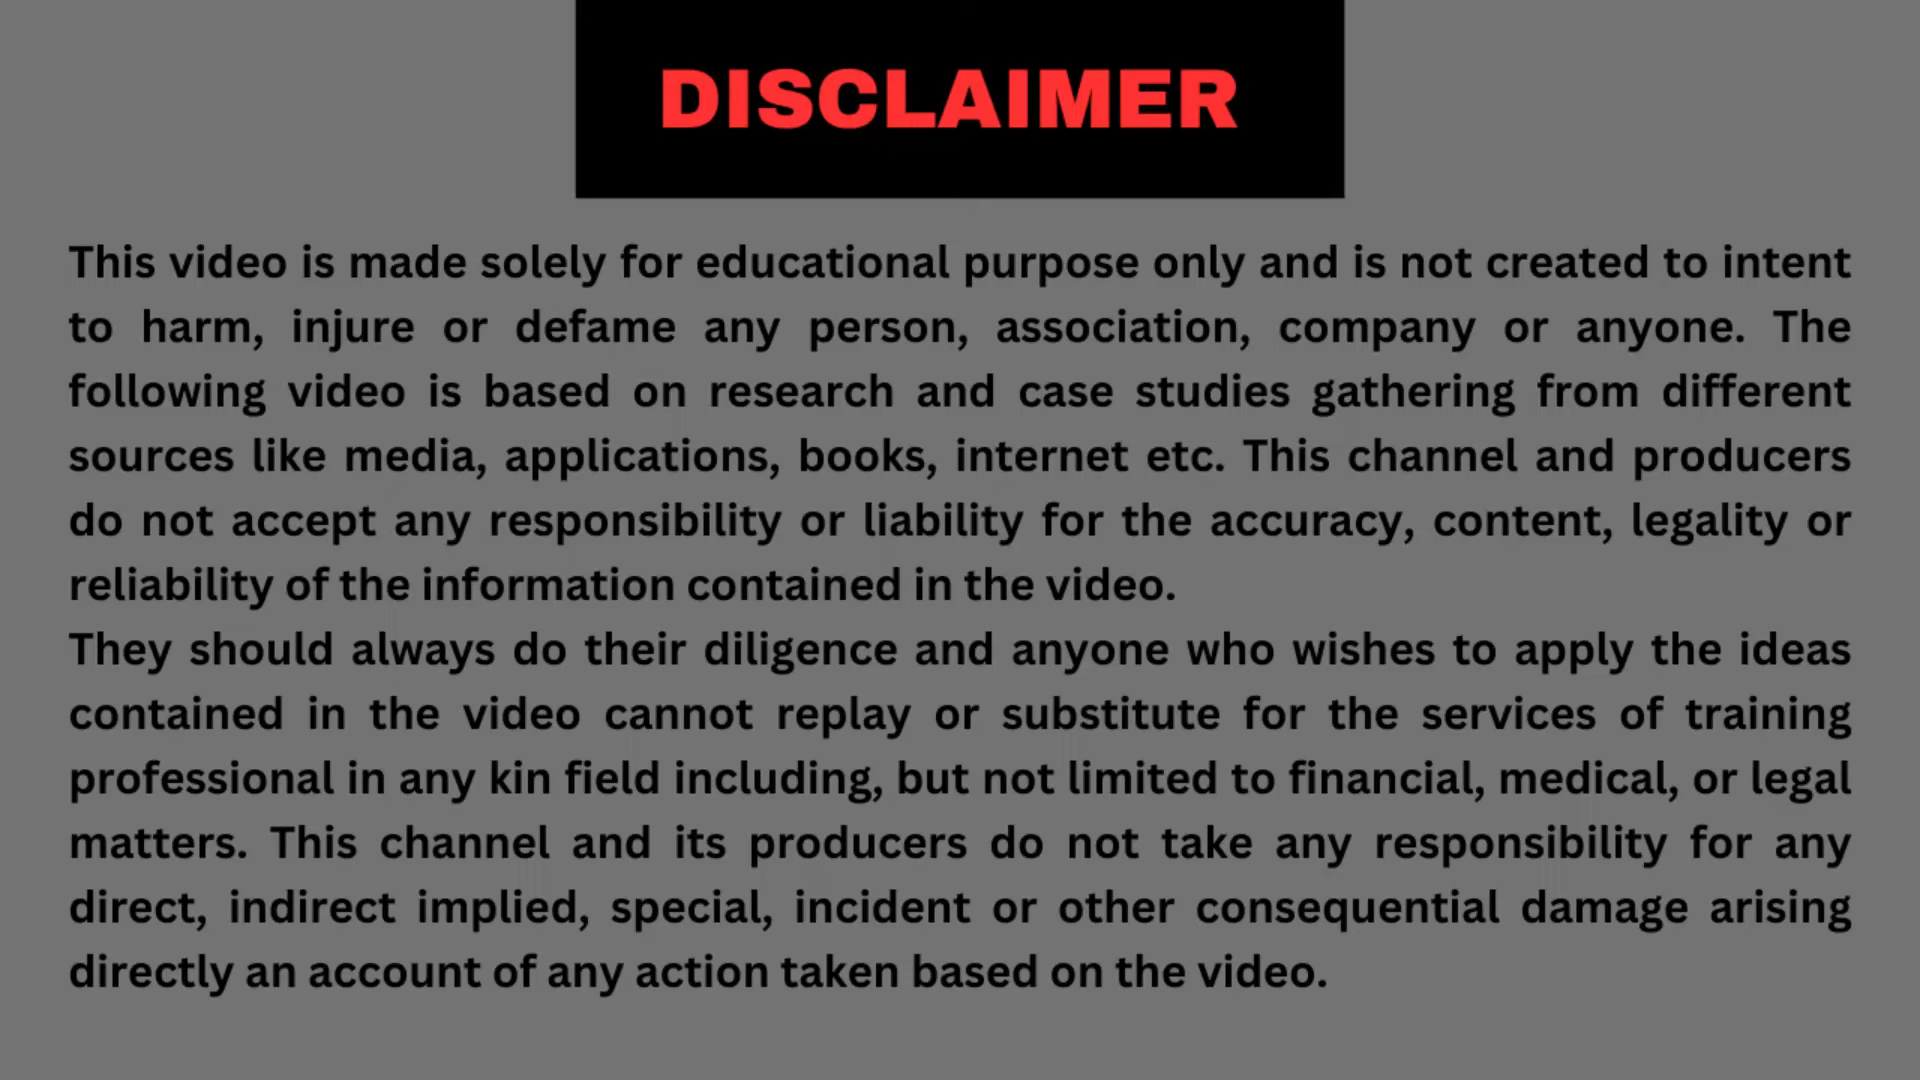 DISCLAIMER
This video is made solely for educational purpose only and is not created to intent
to harm, injure or defame any person, association, company or anyone. The
following video is based on research and case studies gathering from different
sources like media, applications, books, internet etc. This channel and producers
do not accept any responsibility or liability for the accuracy, content, legality or
reliability of the information contained in the video.
They should always do their diligence and anyone who wishes to apply the ideas
contained in the video cannot replay or substitute for the services of training
professional in any kin field including, but not limited to financial, medical, or legal
matters. This channel and its producers do not take any responsibility for any
direct, indirect implied, special, incident or other consequential damage arising
directly an account of any action taken based on the video.